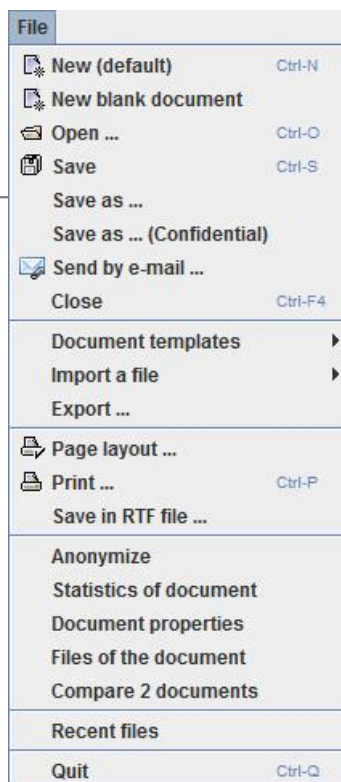 File
New (default) Ctrl-N
New blank document
Open ... Ctrl-O
Save Ctrl-S
Save as ...
Save as ... (Confidential)
Send by e-mail ...
Close Ctrl-F4
Document templates
Import a file
Export ...
Page layout ...
Print ... Ctrl-P
Save in RTF file ...
Anonymize
Statistics of document
Document properties
Files of the document
Compare 2 documents
Recent files
Quit Ctrl-Q